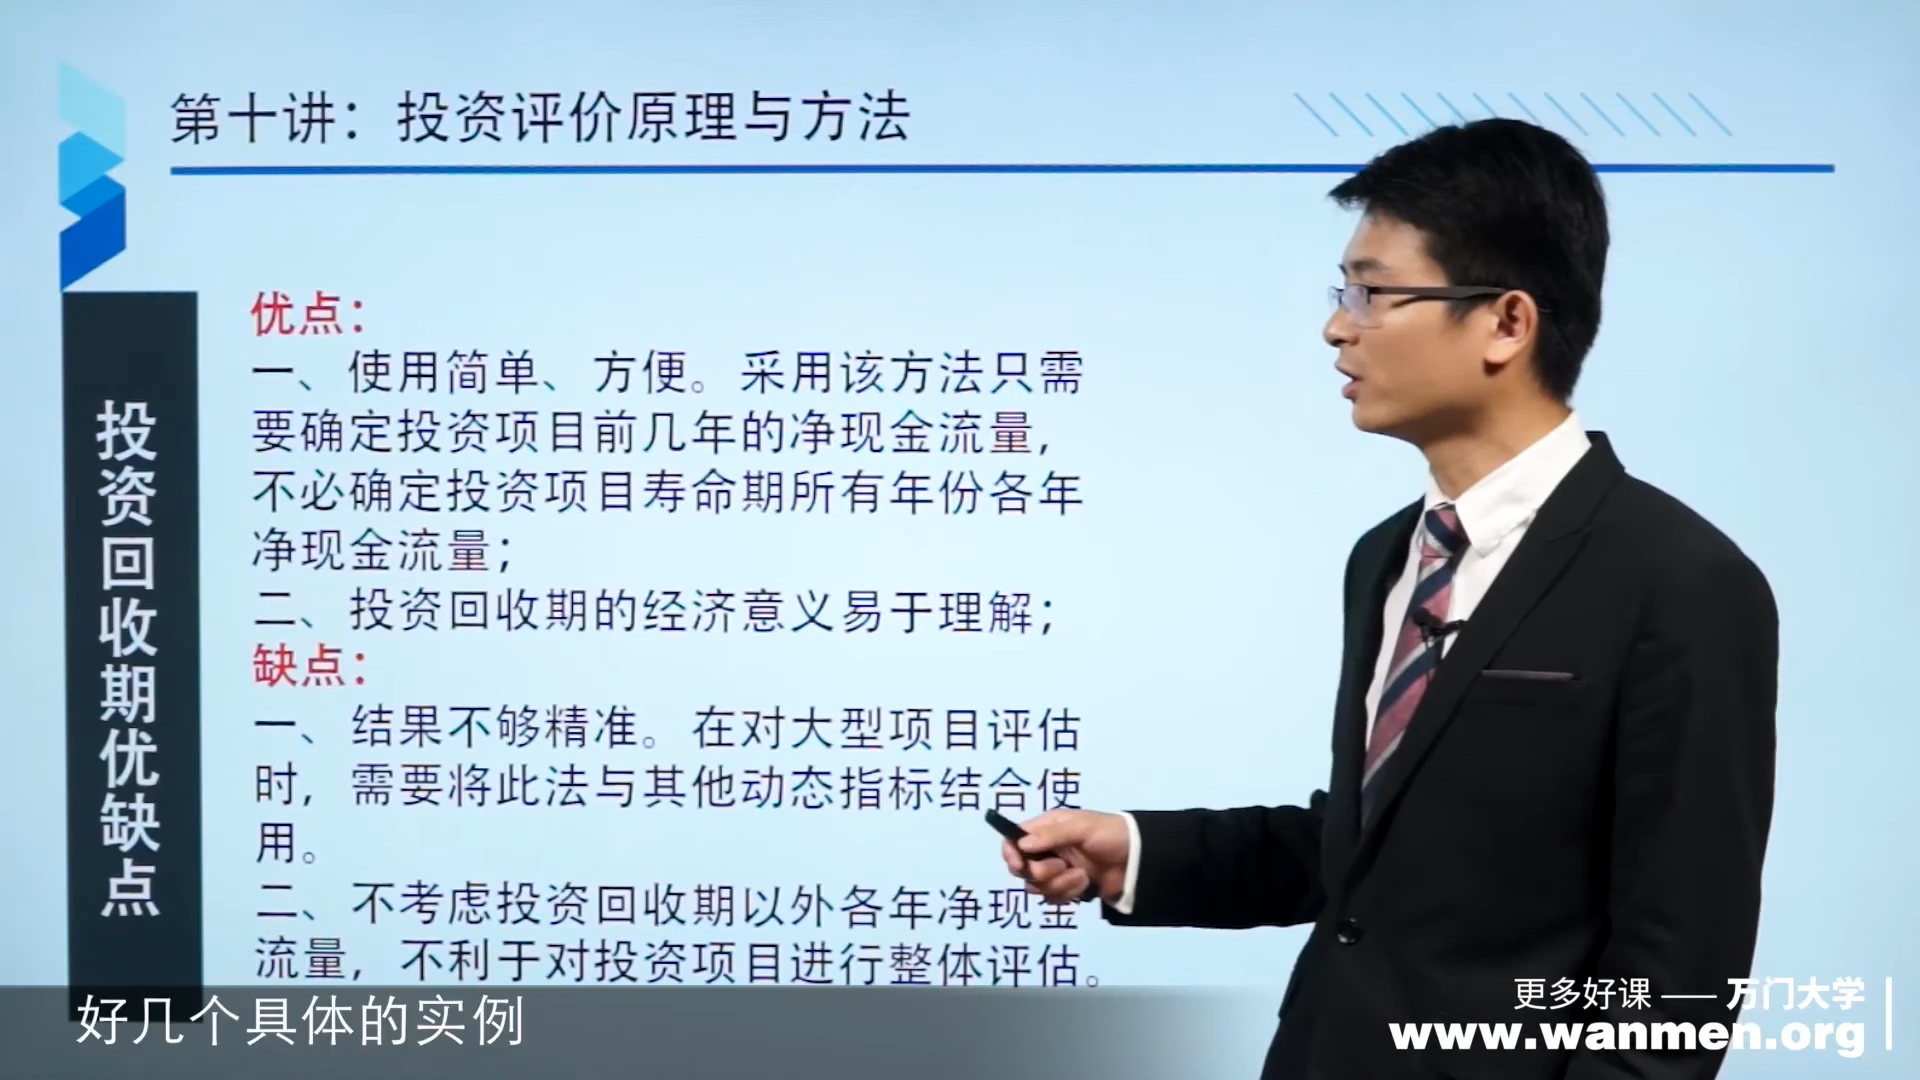 第十讲：投资评价原理与方法
投资回收期优缺点
优点：
一、使用简单、方便。采用该方法只需
要确定投资项目前几年的净现金流量，
不必确定投资项目寿命期所有年份各年
净现金流量；
二、投资回收期的经济意义易于理解；
缺点：
一、结果不够精准。在对大型项目评估
时，需要将此法与其他动态指标结合使
用。
二、不考虑投资回收期以外各年净现金
流量，不利于对投资项目进行整体评估。
好几个具体的实例
更多好课 —— 万门大学
www.wanmen.org